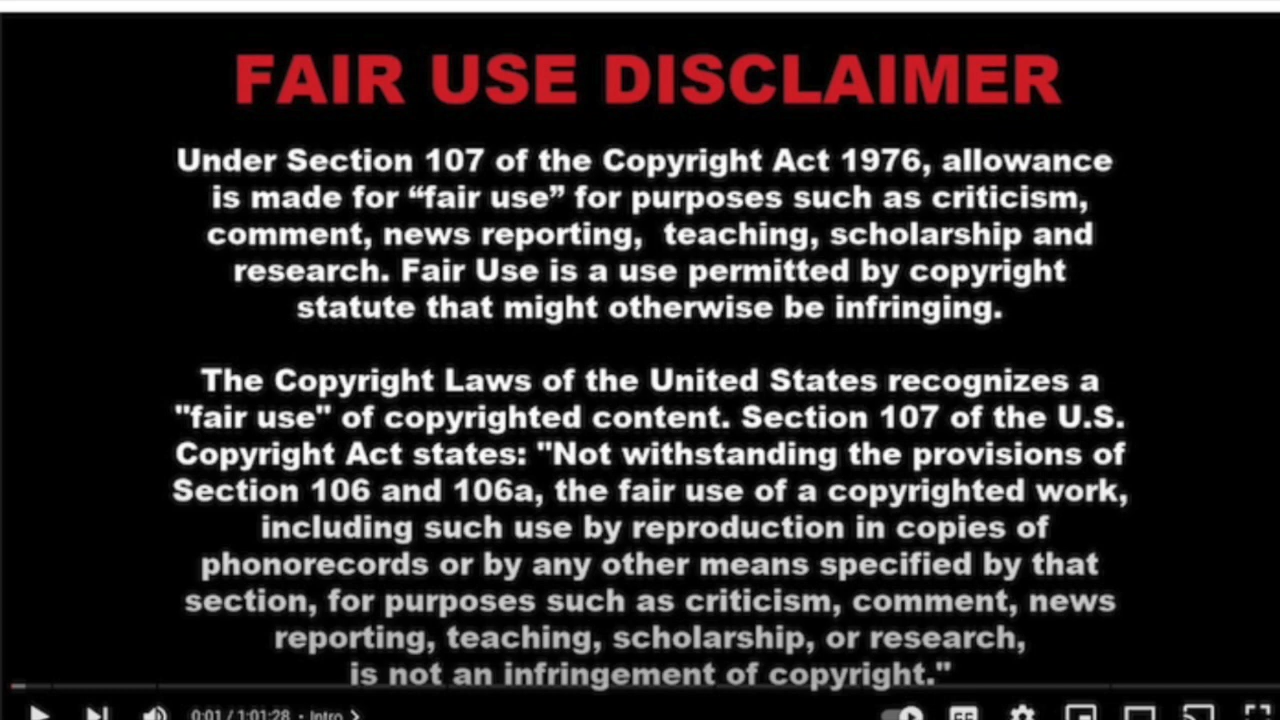 FAIR USE DISCLAIMER
Under Section 107 of the Copyright Act 1976, allowance
is made for “fair use” for purposes such as criticism,
comment, news reporting,  teaching, scholarship and
research. Fair Use is a use permitted by copyright
statute that might otherwise be infringing.
The Copyright Laws of the United States recognizes a
"fair use" of copyrighted content. Section 107 of the U.S.
Copyright Act states: "Not withstanding the provisions of
Section 106 and 106a, the fair use of a copyrighted work,
including such use by reproduction in copies of
phonorecords or by any other means specified by that
section, for purposes such as criticism, comment, news
reporting, teaching, scholarship, or research,
is not an infringement of copyright."
0:01 / 1:01:28 • Intro >